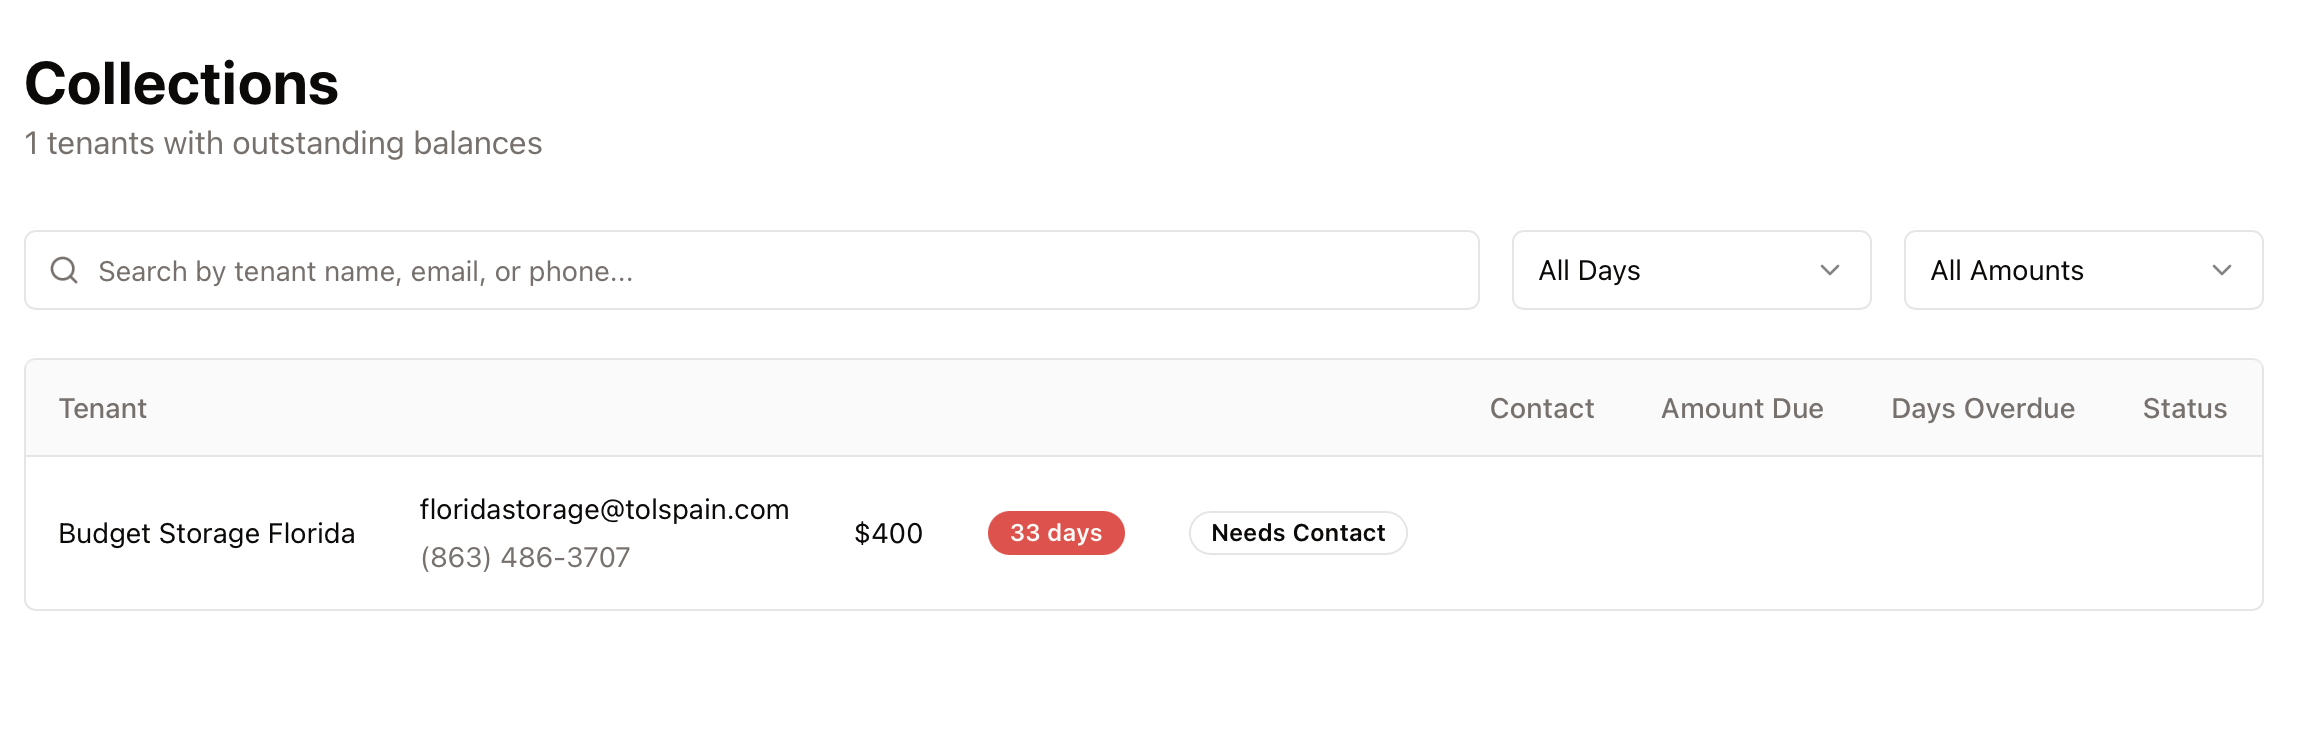 Collections
1 tenants with outstanding balances
Search by tenant name, email, or phone...
All Days
All Amounts
Tenant Contact Amount Due Days Overdue Status
Budget Storage Florida
floridastorage@tolspain.com
(863) 486-3707
$400
33 days
Needs Contact